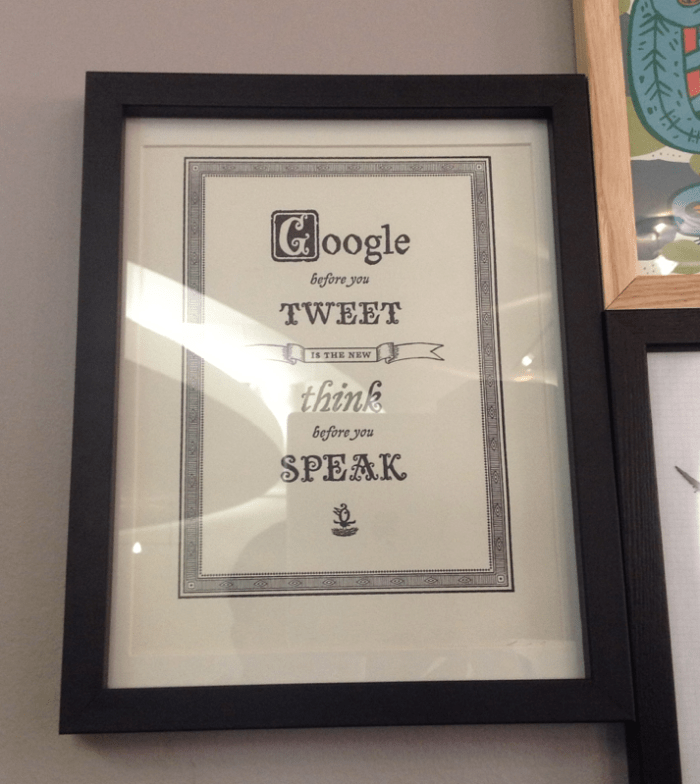 Google
before you
TWEET
IS THE NEW
think
before you
SPEAK